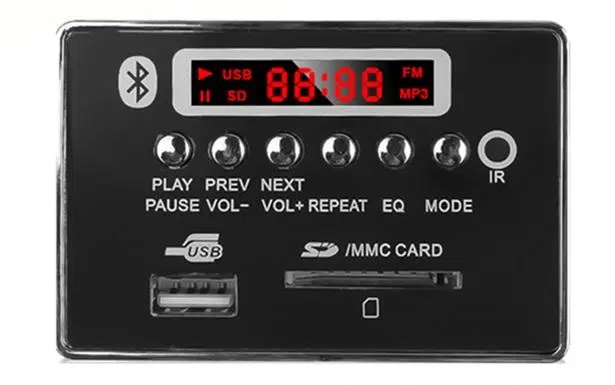 USB 88:88 FM
SD MP3
PLAY PREV NEXT
PAUSE VOL− VOL+ REPEAT EQ MODE
IR
USB SD /MMC CARD